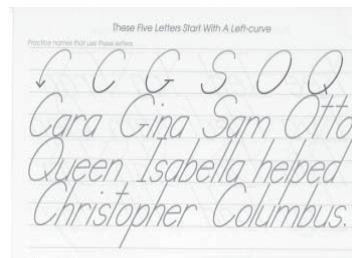 These Five Letters Start With A Left-curve
Practice names that use these letters.
C C G S O Q
Cara Gina Sam Otto
Queen Isabella helped
Christopher Columbus.